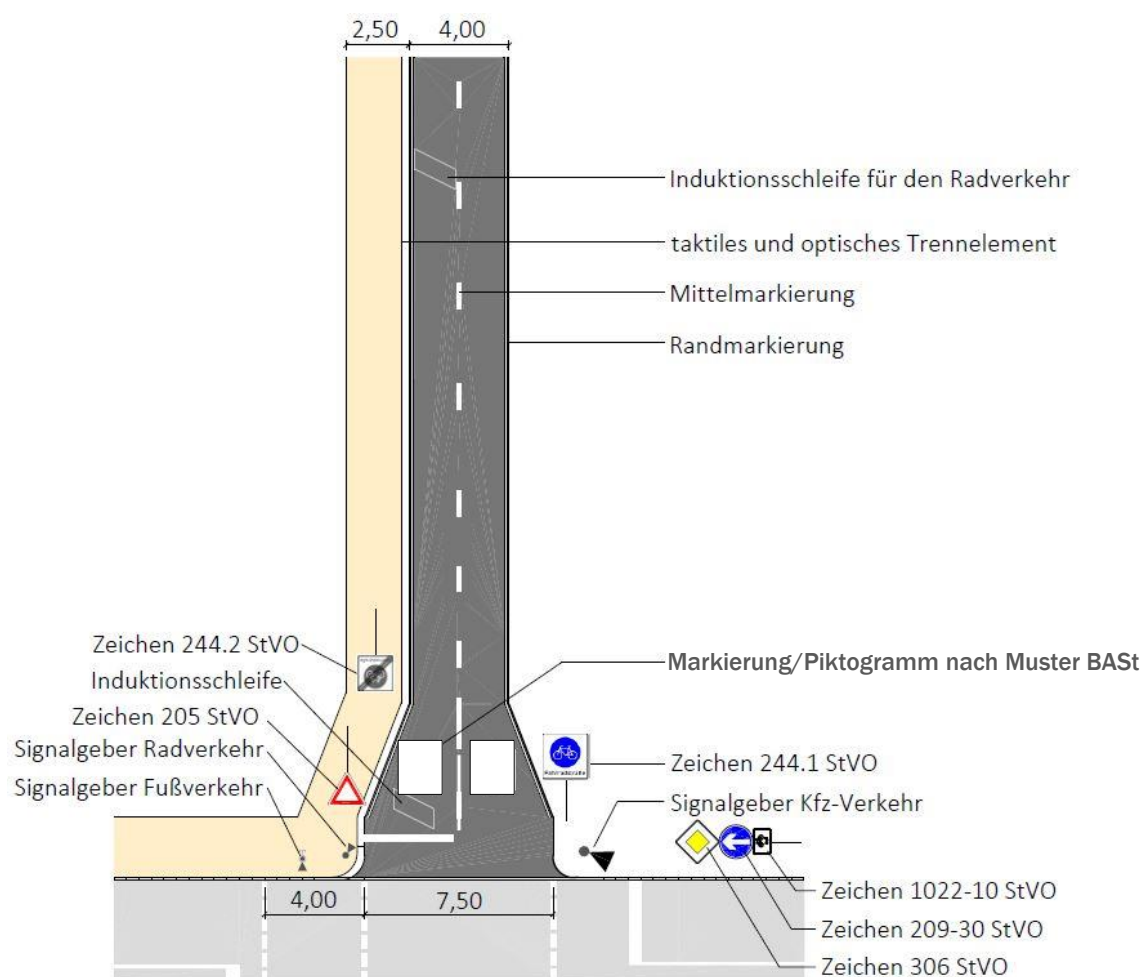 2,50
4,00
Induktionsschleife für den Radverkehr
taktiles und optisches Trennelement
Mittelmarkierung
Randmarkierung
Zeichen 244.2 StVO
Induktionsschleife
Zeichen 205 StVO
Signalgeber Radverkehr
Signalgeber Fußverkehr
Markierung/Piktogramm nach Muster BASt
Fahrradstraße
Zeichen 244.1 StVO
Signalgeber Kfz-Verkehr
4,00
7,50
Zeichen 1022-10 StVO
Zeichen 209-30 StVO
Zeichen 306 StVO